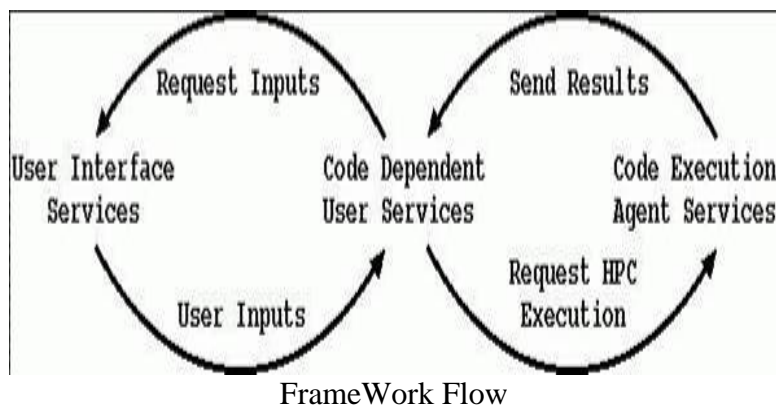 Request Inputs
Send Results
User Interface
Services
Code Dependent
User Services
Code Execution
Agent Services
User Inputs
Request HPC
Execution
FrameWork Flow